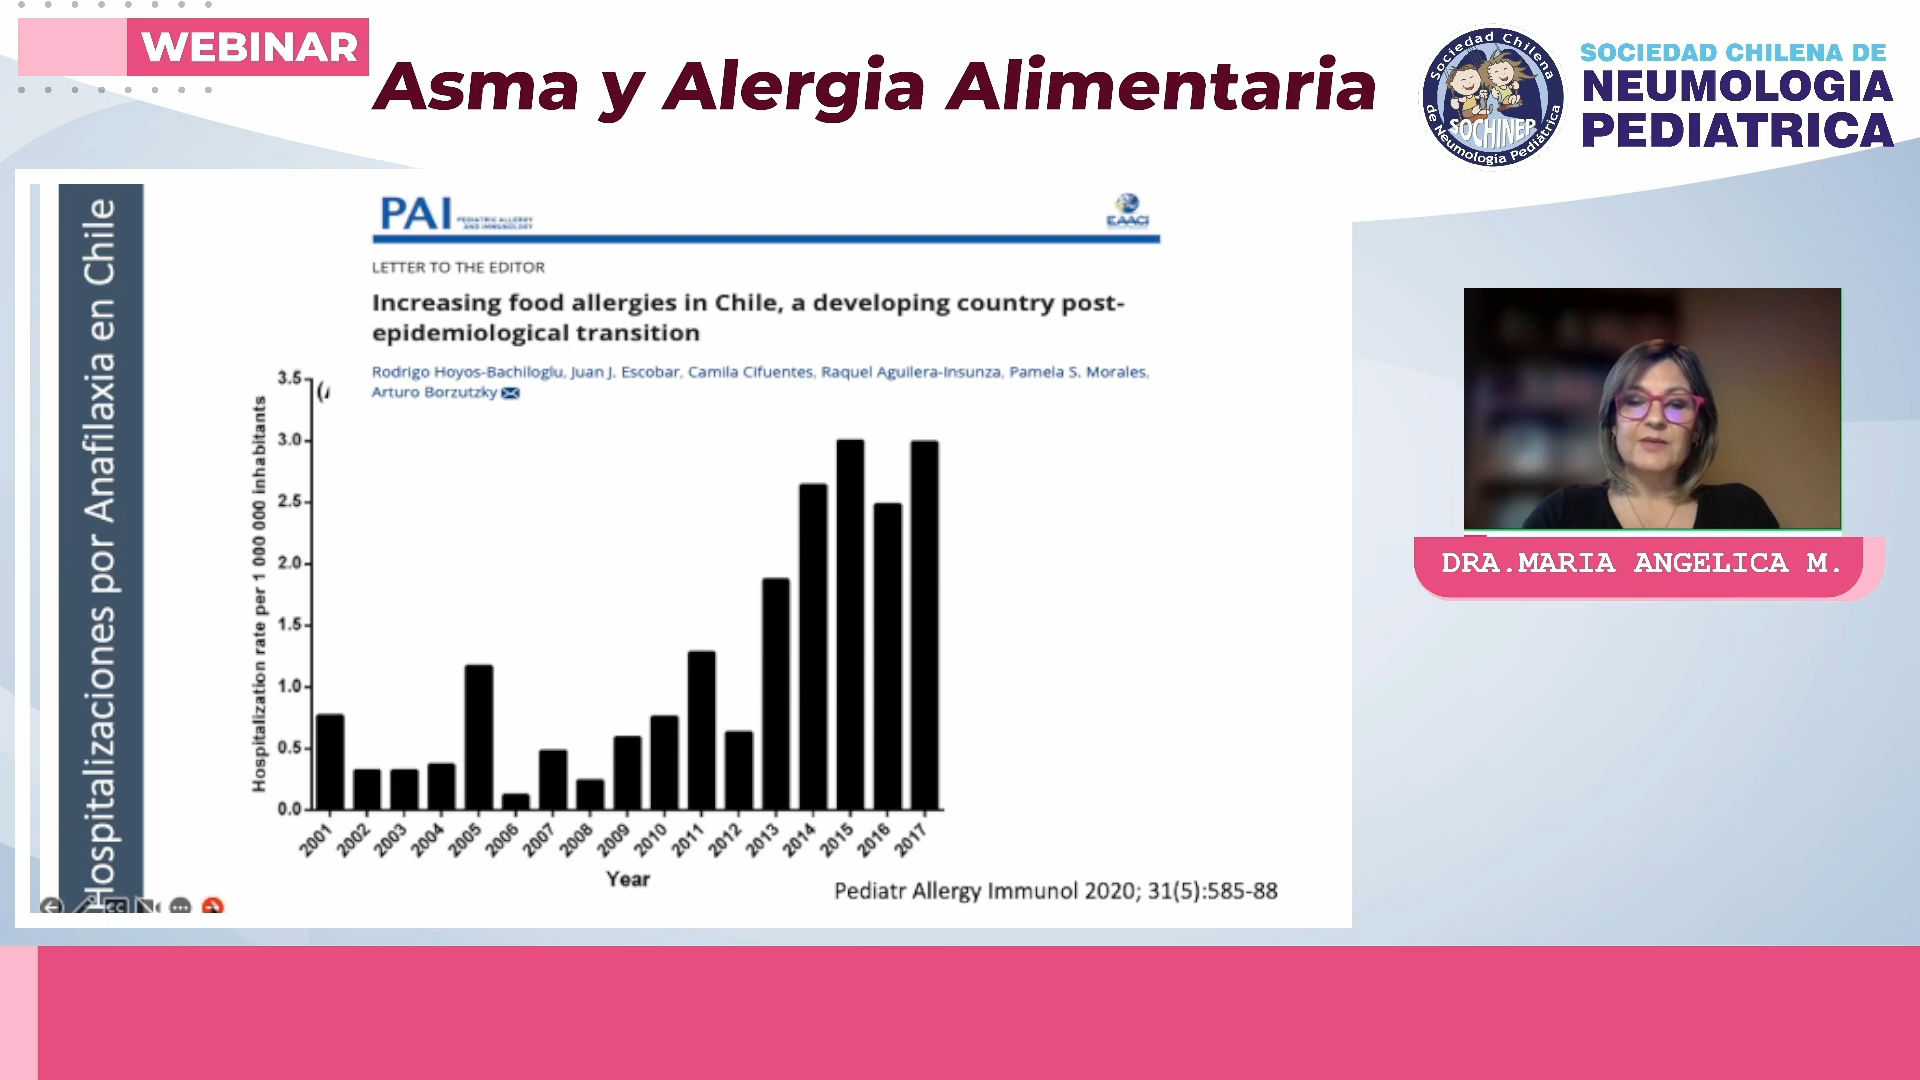 WEBINAR
Asma y Alergia Alimentaria
Sociedad Chilena
de Neumología Pediátrica
SOCHINEP
SOCIEDAD CHILENA DE
NEUMOLOGIA
PEDIATRICA
Hospitalizaciones por Anafilaxia en Chile
PAI
PEDIATRIC ALLERGY
AND IMMUNOLOGY
EAACI
LETTER TO THE EDITOR
Increasing food allergies in Chile, a developing country post-
epidemiological transition
Rodrigo Hoyos-Bachiloglu, Juan J. Escobar, Camila Cifuentes, Raquel Aguilera-Insunza, Pamela S. Morales,
Arturo Borzutzky
Hospitalization rate per 1 000 000 inhabitants
3.5
3.0
2.5
2.0
1.5
1.0
0.5
0.0
2001 2002 2003 2004 2005 2006 2007 2008 2009 2010 2011 2012 2013 2014 2015 2016 2017
Year
Pediatr Allergy Immunol 2020; 31(5):585-88
DRA.MARIA ANGELICA M.